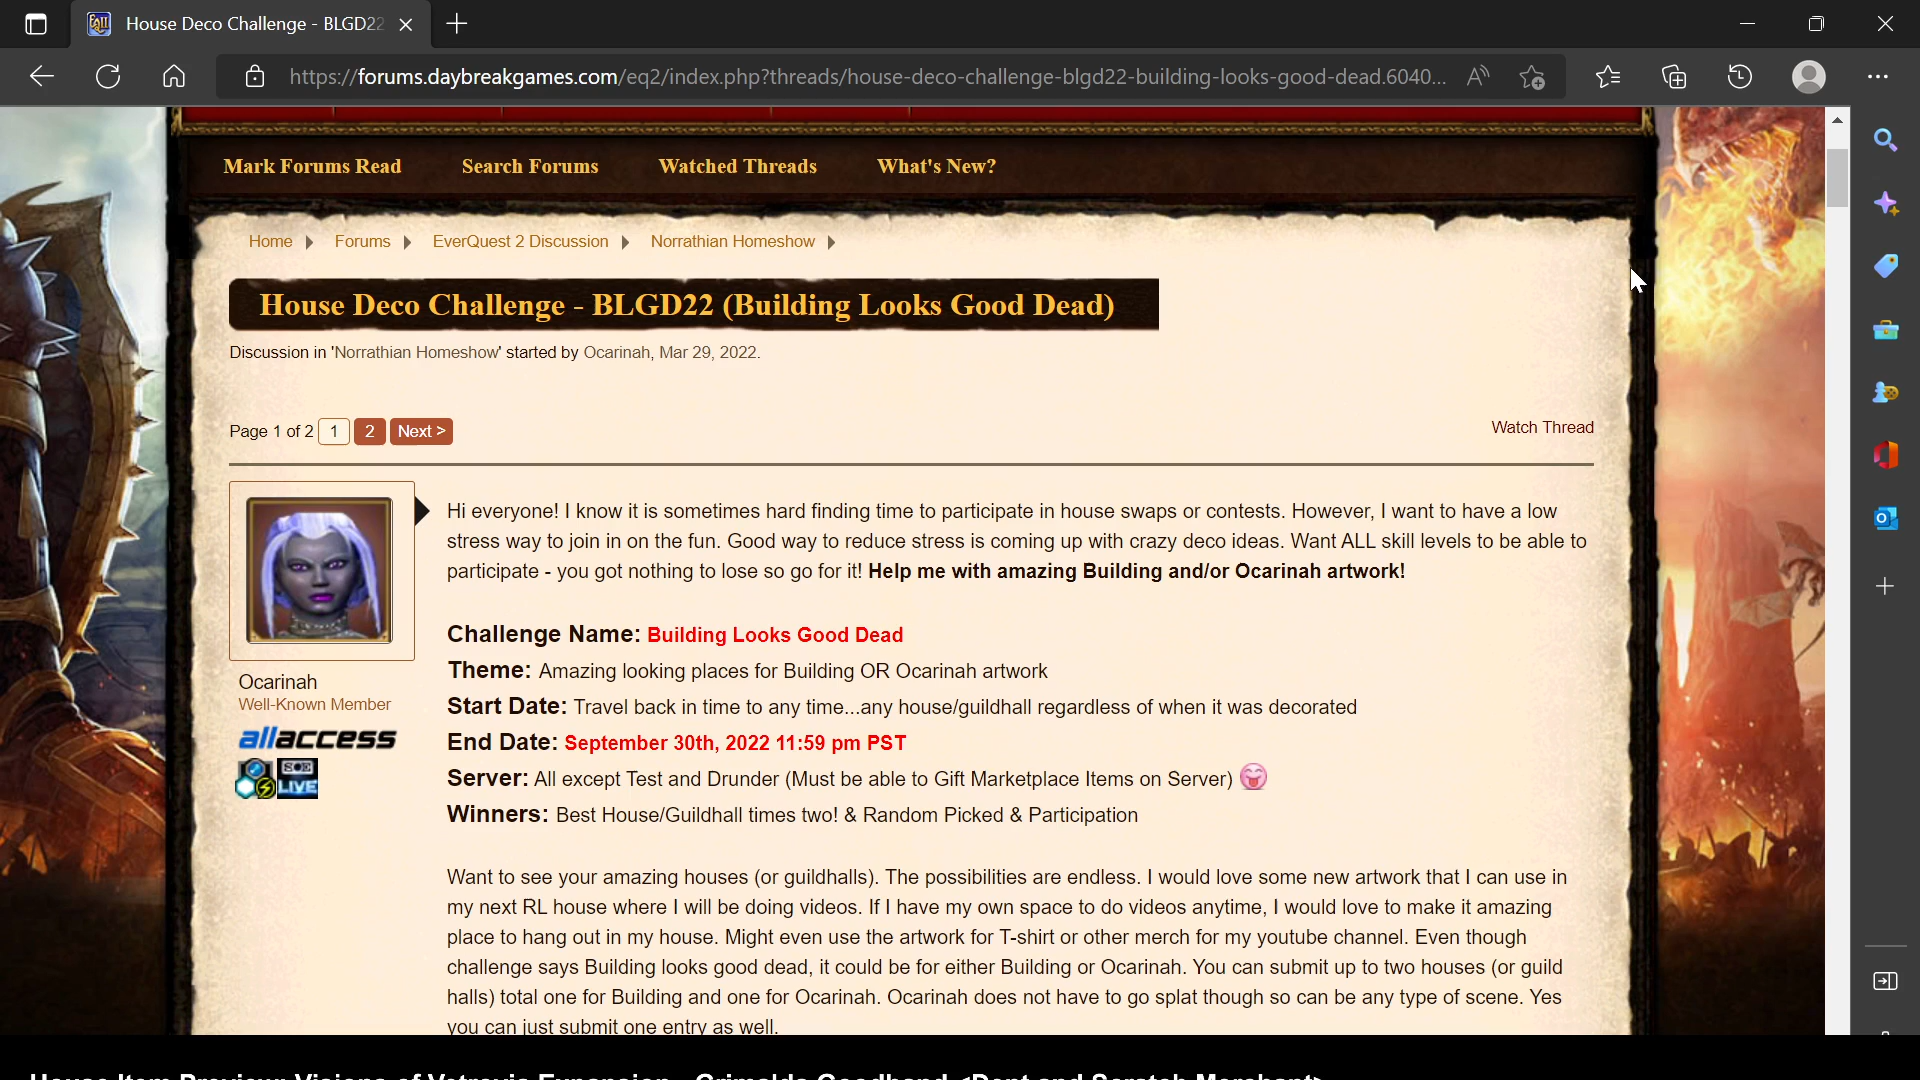 House Deco Challenge - BLGD22
https://forums.daybreakgames.com/eq2/index.php?threads/house-deco-challenge-blgd22-building-looks-good-dead.6040...
Mark Forums Read Search Forums Watched Threads What's New?
Home Forums EverQuest 2 Discussion Norrathian Homeshow
House Deco Challenge - BLGD22 (Building Looks Good Dead)
Discussion in 'Norrathian Homeshow' started by Ocarinah, Mar 29, 2022.
Page 1 of 2 1 2 Next >
Watch Thread
Hi everyone! I know it is sometimes hard finding time to participate in house swaps or contests. However, I want to have a low
stress way to join in on the fun. Good way to reduce stress is coming up with crazy deco ideas. Want ALL skill levels to be able to
participate - you got nothing to lose so go for it! Help me with amazing Building and/or Ocarinah artwork!
Ocarinah
Well-Known Member
allaccess
SOE
LIVE
Challenge Name: Building Looks Good Dead
Theme: Amazing looking places for Building OR Ocarinah artwork
Start Date: Travel back in time to any time...any house/guildhall regardless of when it was decorated
End Date: September 30th, 2022 11:59 pm PST
Server: All except Test and Drunder (Must be able to Gift Marketplace Items on Server)
Winners: Best House/Guildhall times two! & Random Picked & Participation
Want to see your amazing houses (or guildhalls). The possibilities are endless. I would love some new artwork that I can use in
my next RL house where I will be doing videos. If I have my own space to do videos anytime, I would love to make it amazing
place to hang out in my house. Might even use the artwork for T-shirt or other merch for my youtube channel. Even though
challenge says Building looks good dead, it could be for either Building or Ocarinah. You can submit up to two houses (or guild
halls) total one for Building and one for Ocarinah. Ocarinah does not have to go splat though so can be any type of scene. Yes
you can just submit one entry as well.
House Item Preview: Visions of Vetrovia Expansion - Grimalda Goodhand <Dent and Scratch Merchant>